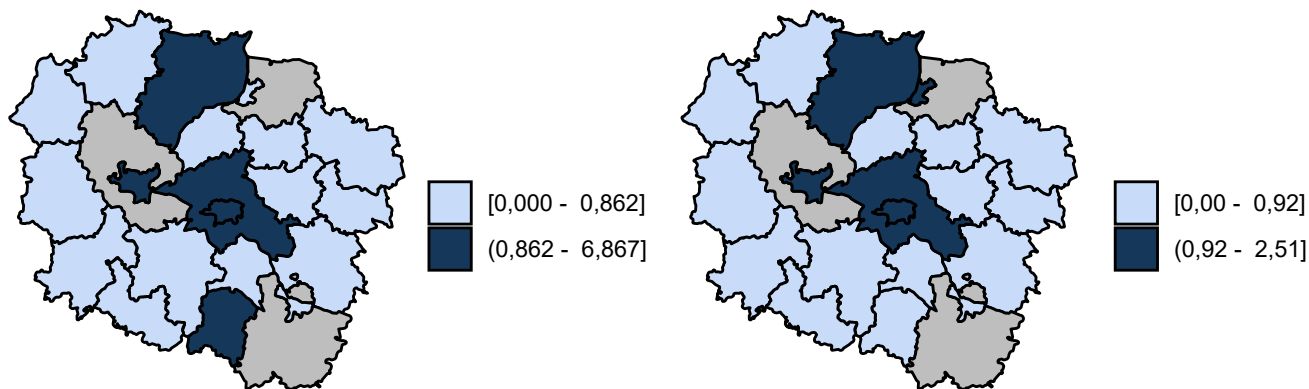 [0,000 - 0,862]
(0,862 - 6,867]
[0,00 - 0,92]
(0,92 - 2,51]